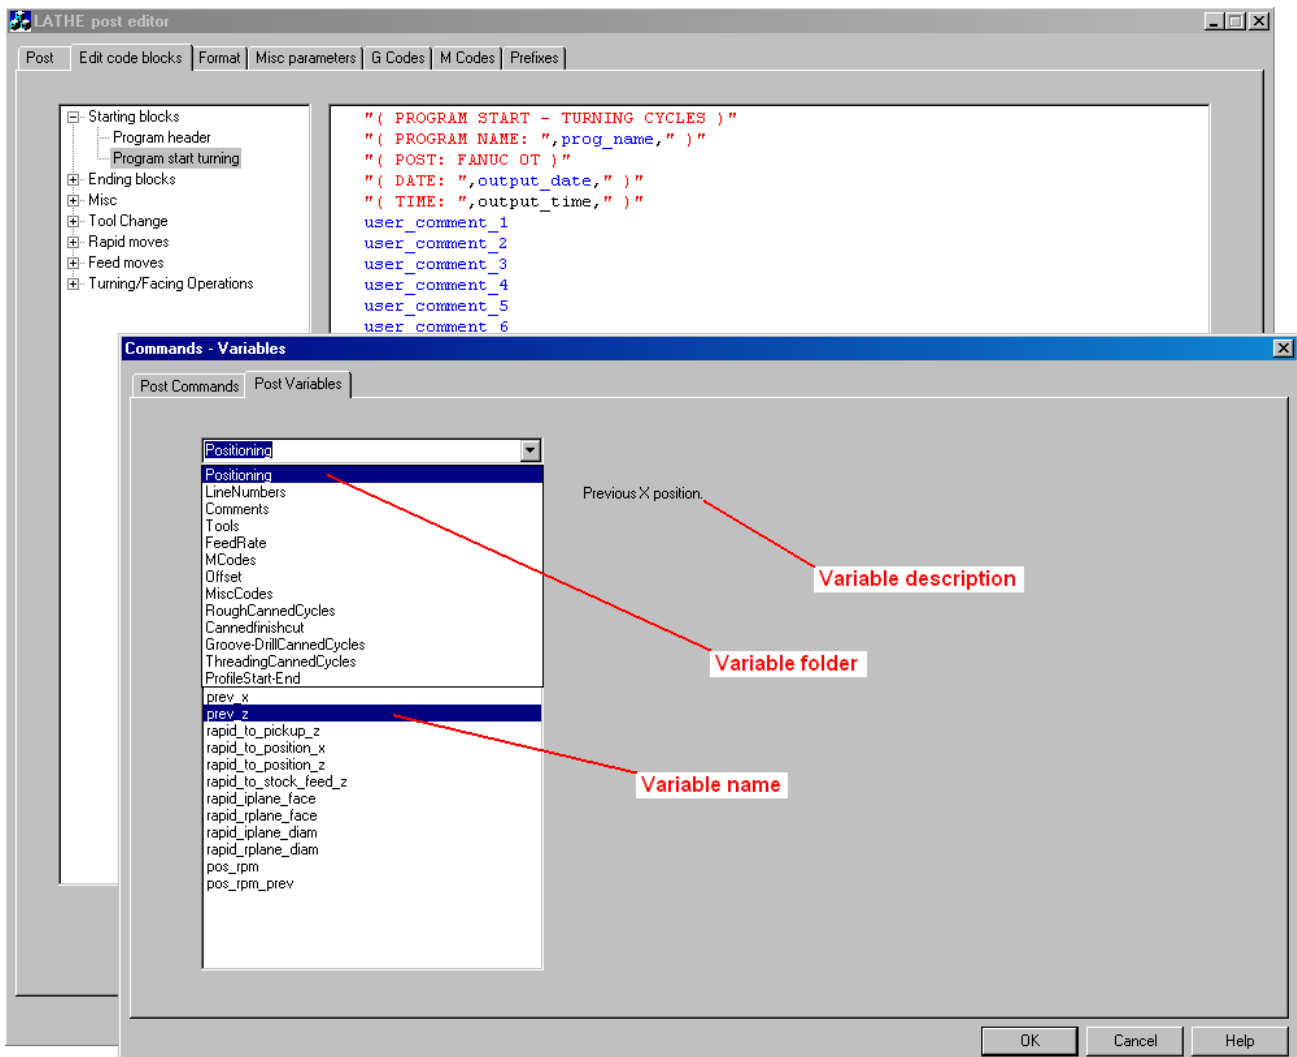 LATHE post editor
Post Edit code blocks Format Misc parameters G Codes M Codes Prefixes
Starting blocks
Program header
Program start turning
Ending blocks
Misc
Tool Change
Rapid moves
Feed moves
Turning/Facing Operations
"( PROGRAM START - TURNING CYCLES )"
"( PROGRAM NAME: ",prog_name," )"
"( POST: FANUC OT )"
"( DATE: ",output_date," )"
"( TIME: ",output_time," )"
user_comment_1
user_comment_2
user_comment_3
user_comment_4
user_comment_5
user_comment_6
Commands - Variables
Post Commands Post Variables
Positioning
Positioning
LineNumbers
Comments
Tools
FeedRate
MCodes
Offset
MiscCodes
RoughCannedCycles
Cannedfinishcut
Groove-DrillCannedCycles
ThreadingCannedCycles
ProfileStart-End
prev_x
prev_z
rapid_to_pickup_z
rapid_to_position_x
rapid_to_position_z
rapid_to_stock_feed_z
rapid_iplane_face
rapid_rplane_face
rapid_iplane_diam
rapid_rplane_diam
pos_rpm
pos_rpm_prev
Previous X position.
Variable description
Variable folder
Variable name
OK Cancel Help